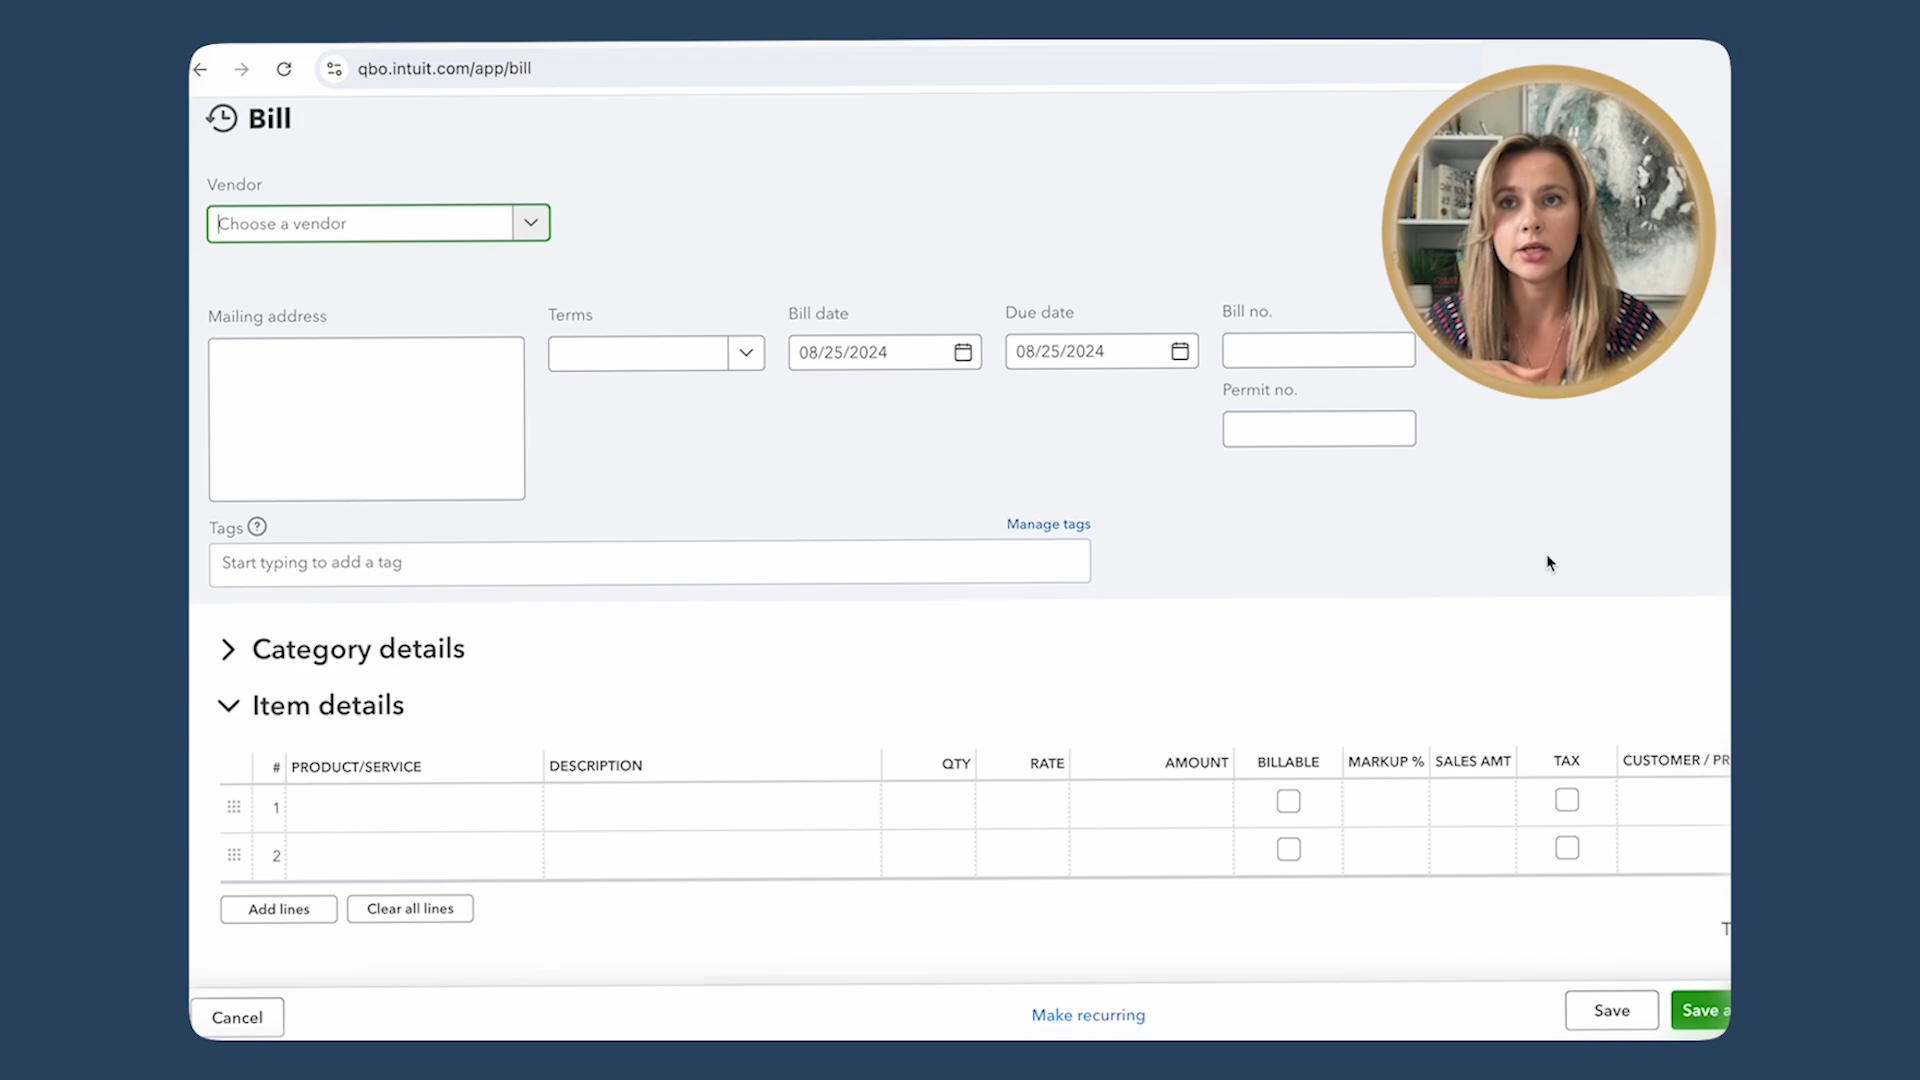 qbo.intuit.com/app/bill
Bill
Vendor
Choose a vendor
Mailing address
Terms
Bill date
08/25/2024
Due date
08/25/2024
Bill no.
Permit no.
Tags ?
Manage tags
Start typing to add a tag
Category details
Item details
# PRODUCT/SERVICE DESCRIPTION QTY RATE AMOUNT BILLABLE MARKUP % SALES AMT TAX CUSTOMER / PR
1
2
Add lines Clear all lines
T
Cancel Make recurring Save Save a